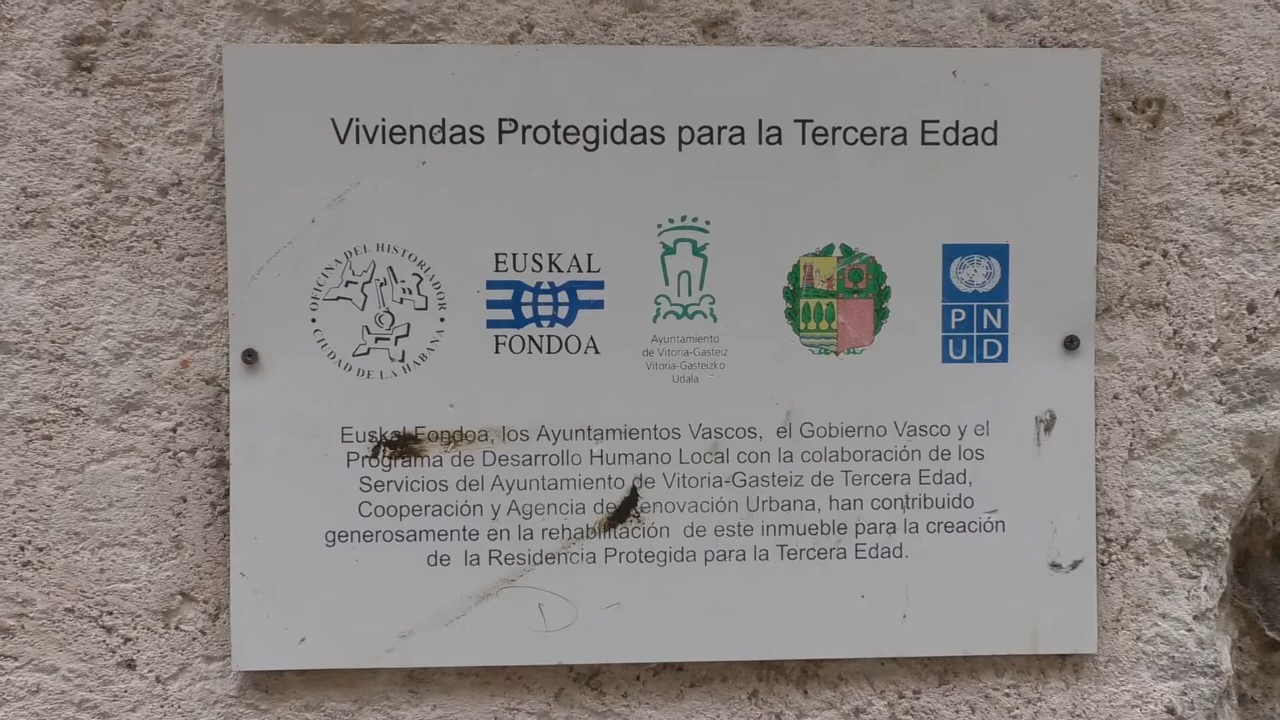 Viviendas Protegidas para la Tercera Edad
OFICINA DEL HISTORIADOR
CIUDAD DE LA HABANA
EUSKAL
FONDOA
Ayuntamiento
de Vitoria-Gasteiz
Vitoria-Gasteizko
Udala
PN
UD
Euskal Fondoa, los Ayuntamientos Vascos, el Gobierno Vasco y el
Programa de Desarrollo Humano Local con la colaboración de los
Servicios del Ayuntamiento de Vitoria-Gasteiz de Tercera Edad,
Cooperación y Agencia de Renovación Urbana, han contribuido
generosamente en la rehabilitación de este inmueble para la creación
de la Residencia Protegida para la Tercera Edad.